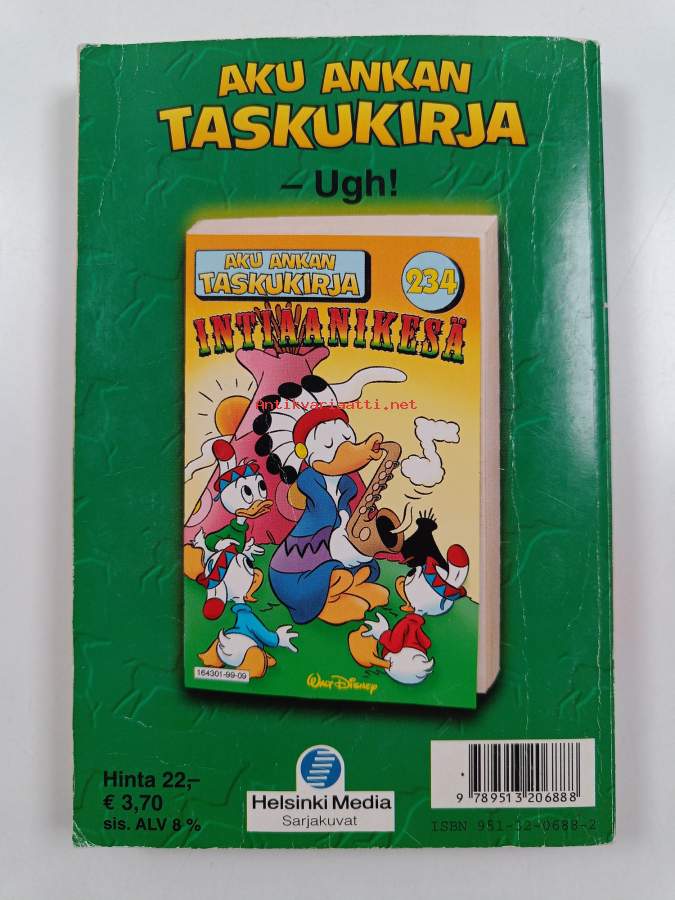 AKU ANKAN
TASKUKIRJA
– Ugh!
AKU ANKAN
TASKUKIRJA
234
INTIAANIKESÄ
antikvariaatti.net
164301-99-09
Walt Disney
Hinta 22,–
€ 3,70
sis. ALV 8 %
Helsinki Media
Sarjakuvat
9 789513 206888
ISBN 951-32-0688-2